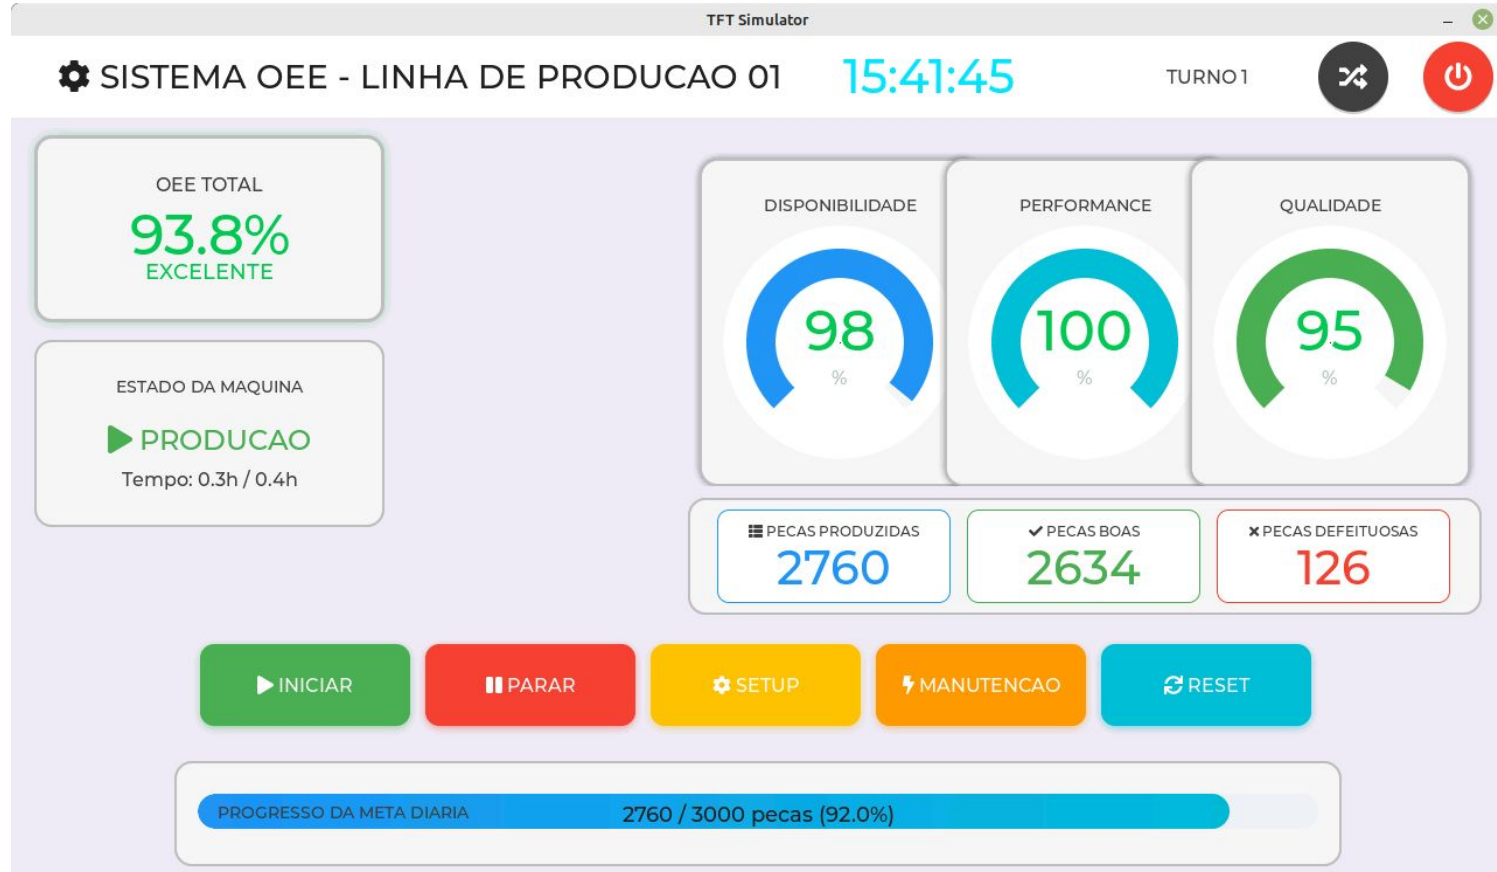 TFT Simulator
SISTEMA OEE - LINHA DE PRODUCAO 01
15:41:45
TURNO 1
OEE TOTAL
93.8%
EXCELENTE
ESTADO DA MAQUINA
PRODUCAO
Tempo: 0.3h / 0.4h
DISPONIBILIDADE
98
%
PERFORMANCE
100
%
QUALIDADE
95
%
PECAS PRODUZIDAS
2760
PECAS BOAS
2634
PECAS DEFEITUOSAS
126
INICIAR
PARAR
SETUP
MANUTENCAO
RESET
PROGRESSO DA META DIARIA
2760 / 3000 pecas (92.0%)